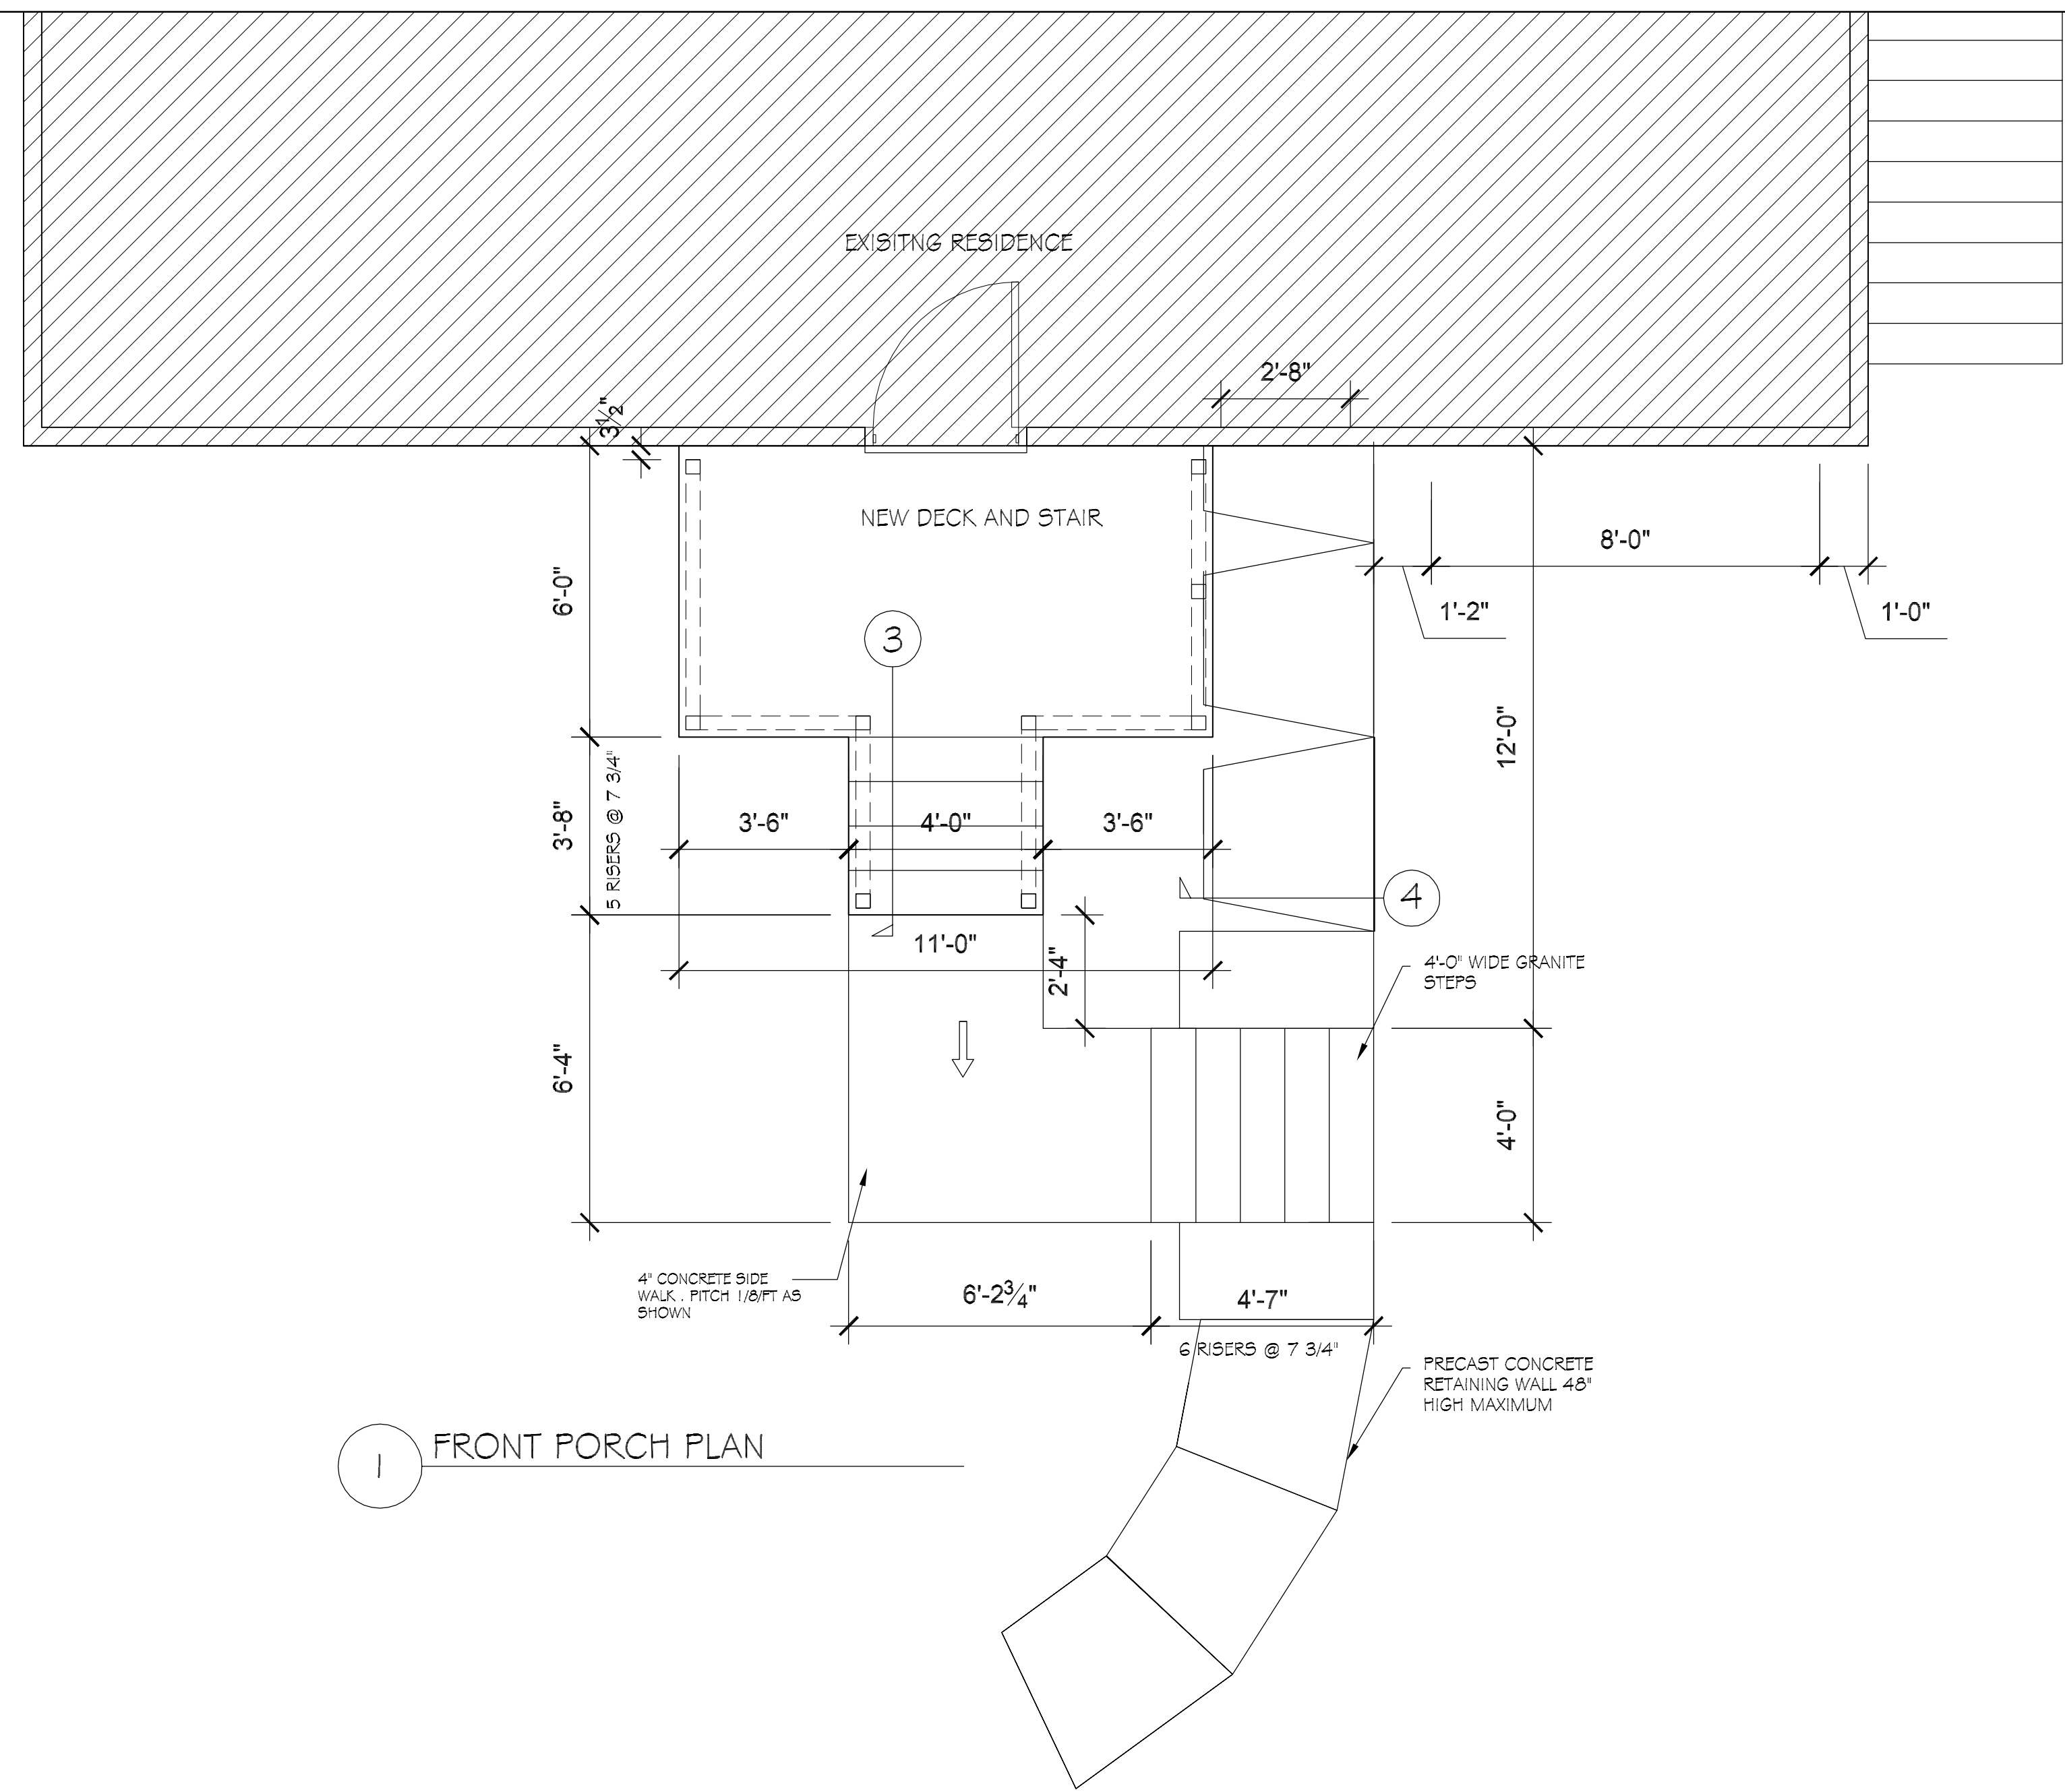 EXISITNG RESIDENCE
2'-8"
3½"
NEW DECK AND STAIR
8'-0"
1'-2"
1'-0"
6'-0"
3
12'-0"
3'-8"
5 RISERS @ 7 3/4"
3'-6"
4'-0"
3'-6"
4
11'-0"
2'-4"
4'-0" WIDE GRANITE
STEPS
6'-4"
4'-0"
4" CONCRETE SIDE
WALK . PITCH 1/8/FT AS
SHOWN
6'-2¾"
4'-7"
6 RISERS @ 7 3/4"
PRECAST CONCRETE
RETAINING WALL 48"
HIGH MAXIMUM
1
FRONT PORCH PLAN